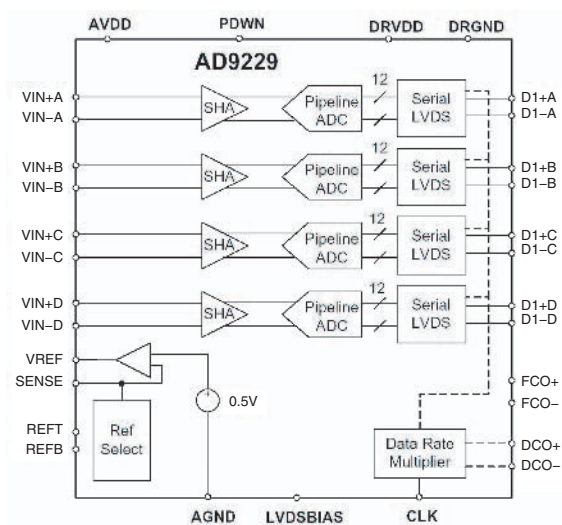 AVDD PDWN DRVDD DRGND
AD9229
VIN+A
VIN–A
SHA
Pipeline
ADC
12
Serial
LVDS
D1+A
D1–A
VIN+B
VIN–B
SHA
Pipeline
ADC
12
Serial
LVDS
D1+B
D1–B
VIN+C
VIN–C
SHA
Pipeline
ADC
12
Serial
LVDS
D1+C
D1–C
VIN+D
VIN–D
SHA
Pipeline
ADC
12
Serial
LVDS
D1+D
D1–D
VREF
SENSE
REFT
REFB
Ref
Select
0.5V
FCO+
FCO–
Data Rate
Multiplier
DCO+
DCO–
AGND LVDSBIAS CLK